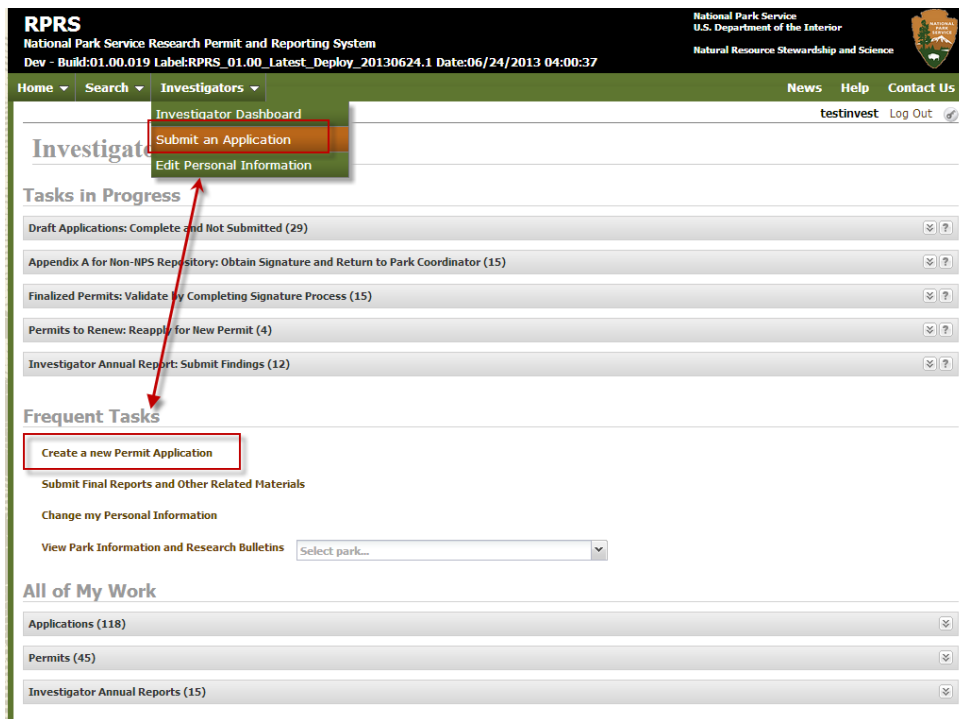 RPRS
National Park Service Research Permit and Reporting System
Dev - Build:01.00.019 Label:RPRS_01.00_Latest_Deploy_20130624.1 Date:06/24/2013 04:00:37
National Park Service
U.S. Department of the Interior
Natural Resource Stewardship and Science
NATIONAL
PARK
SERVICE
Home Search Investigators News Help Contact Us
Investigator Dashboard
Submit an Application
Edit Personal Information
testinvest Log Out
Investigato
Tasks in Progress
Draft Applications: Complete and Not Submitted (29)
Appendix A for Non-NPS Repository: Obtain Signature and Return to Park Coordinator (15)
Finalized Permits: Validate by Completing Signature Process (15)
Permits to Renew: Reapply for New Permit (4)
Investigator Annual Report: Submit Findings (12)
Frequent Tasks
Create a new Permit Application
Submit Final Reports and Other Related Materials
Change my Personal Information
View Park Information and Research Bulletins Select park...
All of My Work
Applications (118)
Permits (45)
Investigator Annual Reports (15)